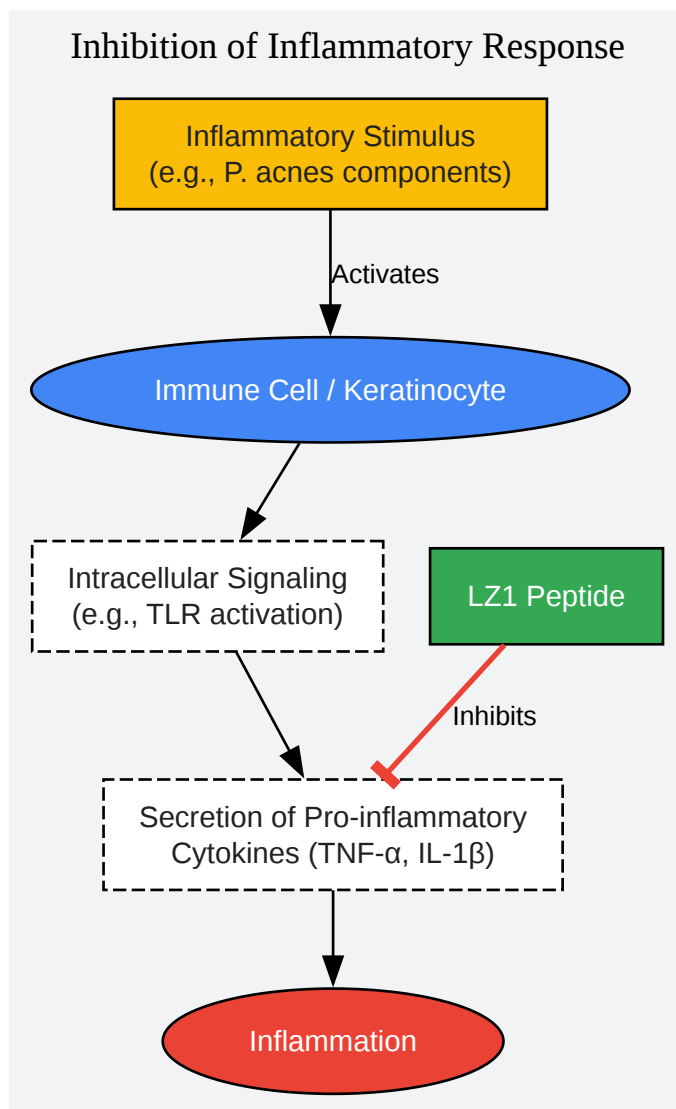 Inhibition of Inflammatory Response
Inflammatory Stimulus
(e.g., P. acnes components)
Activates
Immune Cell / Keratinocyte
Intracellular Signaling
(e.g., TLR activation)
LZ1 Peptide
Inhibits
Secretion of Pro-inflammatory
Cytokines (TNF-α, IL-1β)
Inflammation